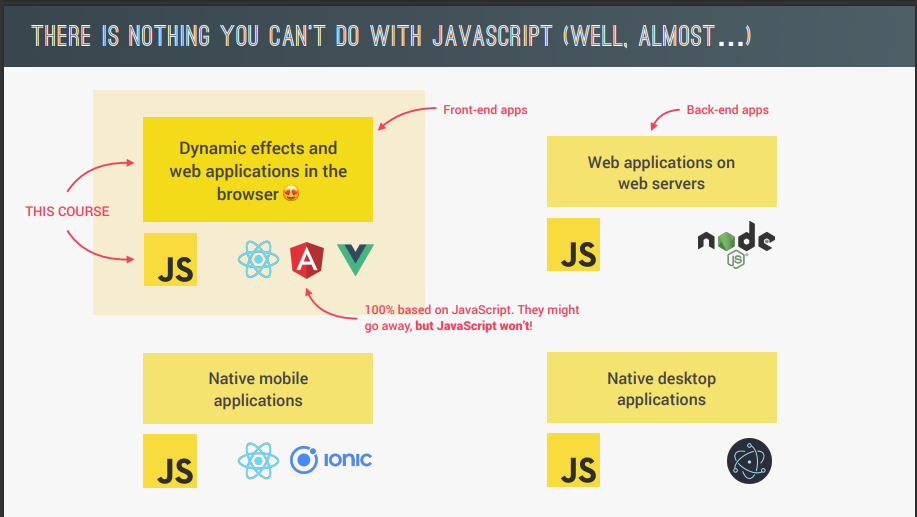 THERE IS NOTHING YOU CAN'T DO WITH JAVASCRIPT (WELL, ALMOST...)
Front-end apps
Dynamic effects and
web applications in the
browser 😍
THIS COURSE
JS
A
100% based on JavaScript. They might
go away, but JavaScript won't!
Back-end apps
Web applications on
web servers
JS
node
JS
Native mobile
applications
JS
IONIC
Native desktop
applications
JS